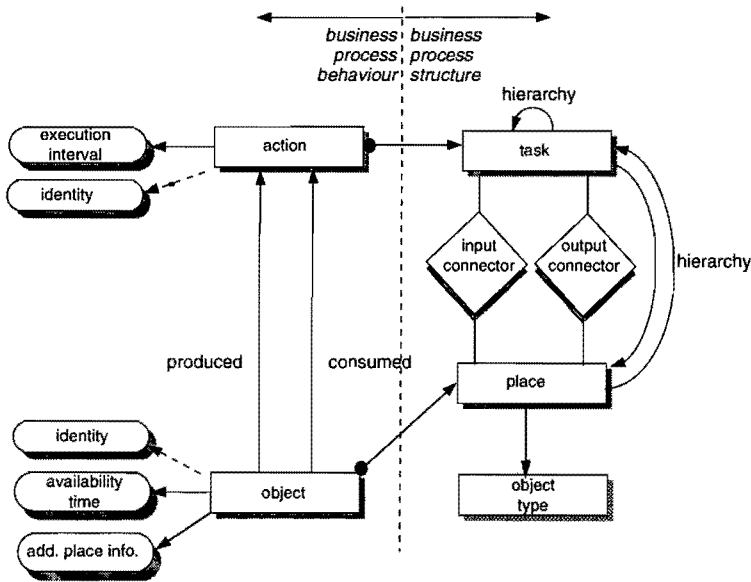 business business
process process
behaviour structure
hierarchy
execution
interval
action
task
identity
input
connector
output
connector
hierarchy
produced
consumed
place
identity
availability
time
object
object
type
add. place info.